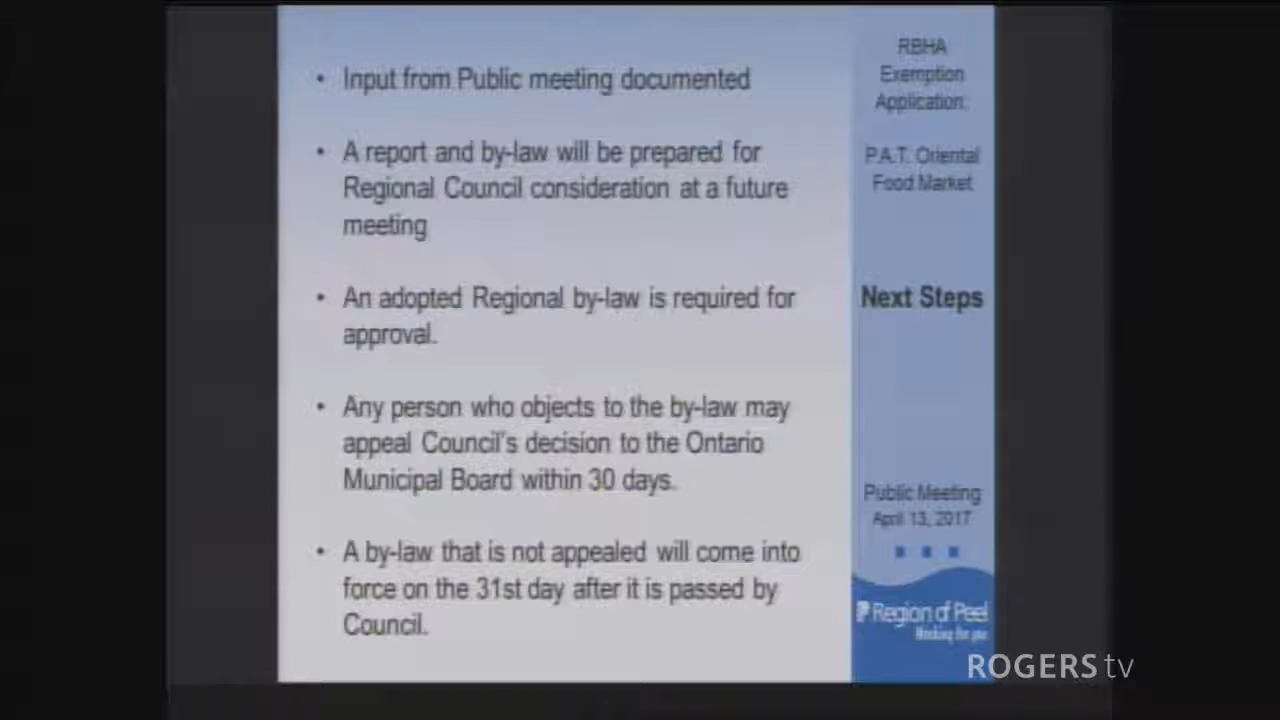 • Input from Public meeting documented
• A report and by-law will be prepared for
Regional Council consideration at a future
meeting
• An adopted Regional by-law is required for
approval.
• Any person who objects to the by-law may
appeal Council's decision to the Ontario
Municipal Board within 30 days.
• A by-law that is not appealed will come into
force on the 31st day after it is passed by
Council.
RBHA
Exemption
Application:
P.A.T. Oriental
Food Market
Next Steps
Public Meeting
April 13, 2017
Region of Peel
Working for you
ROGERS tv